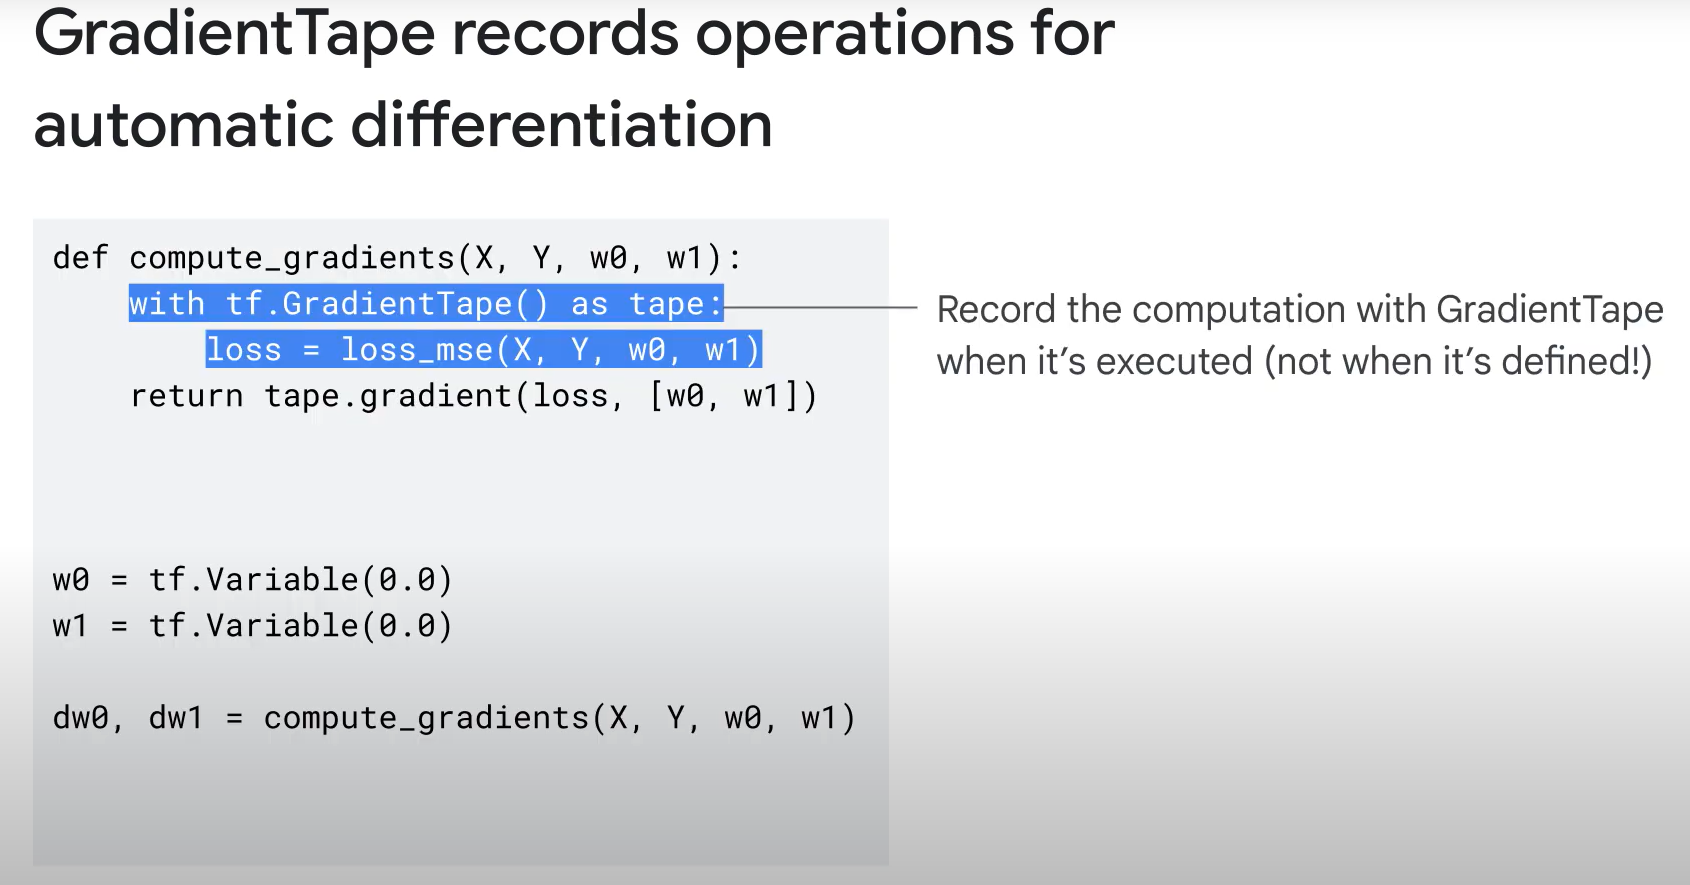 GradientTape records operations for
automatic differentiation
def compute_gradients(X, Y, w0, w1):
with tf.GradientTape() as tape:
loss = loss_mse(X, Y, w0, w1)
return tape.gradient(loss, [w0, w1])
Record the computation with GradientTape
when it’s executed (not when it’s defined!)
w0 = tf.Variable(0.0)
w1 = tf.Variable(0.0)
dw0, dw1 = compute_gradients(X, Y, w0, w1)